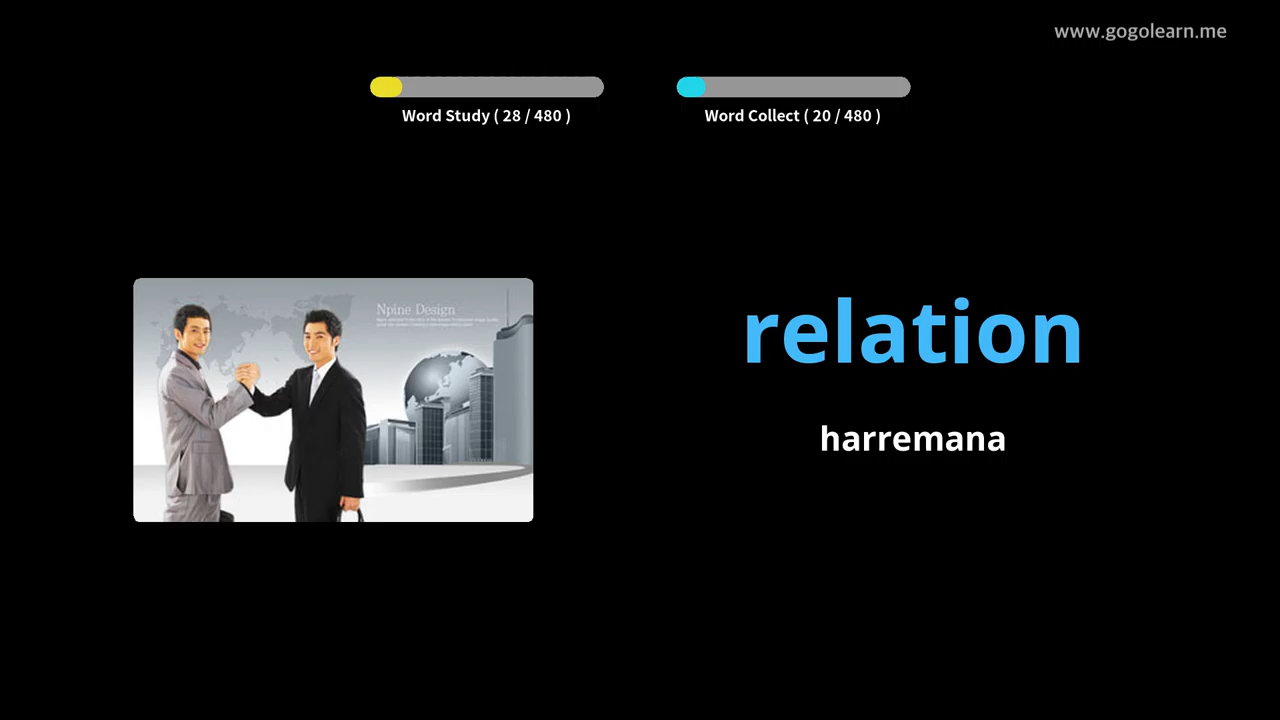 www.gogolearn.me
Word Study ( 28 / 480 )
Word Collect ( 20 / 480 )
Npine Design
relation
harremana